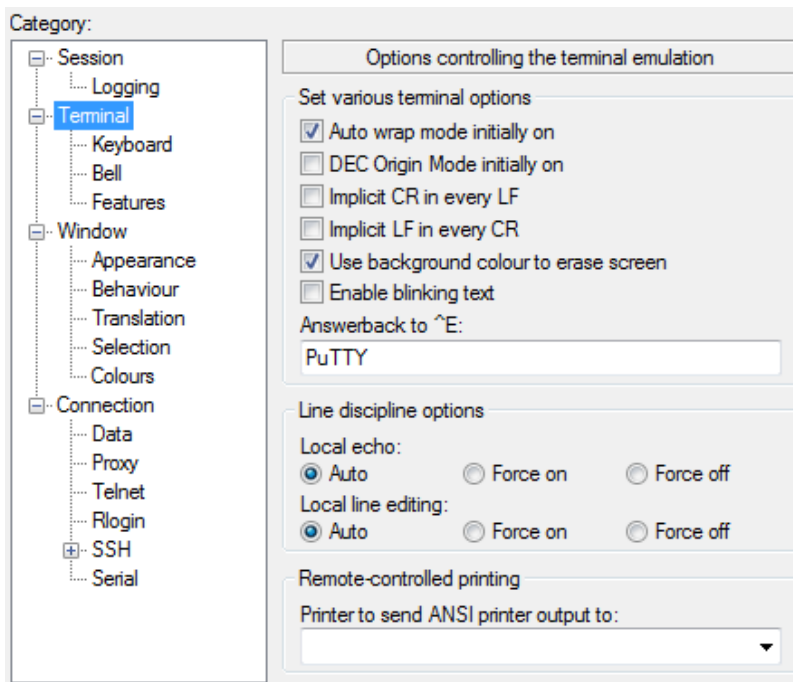 Category:
Session
Logging
Terminal
Keyboard
Bell
Features
Window
Appearance
Behaviour
Translation
Selection
Colours
Connection
Data
Proxy
Telnet
Rlogin
SSH
Serial
Options controlling the terminal emulation
Set various terminal options
Auto wrap mode initially on
DEC Origin Mode initially on
Implicit CR in every LF
Implicit LF in every CR
Use background colour to erase screen
Enable blinking text
Answerback to ^E:
PuTTY
Line discipline options
Local echo:
Auto Force on Force off
Local line editing:
Auto Force on Force off
Remote-controlled printing
Printer to send ANSI printer output to: